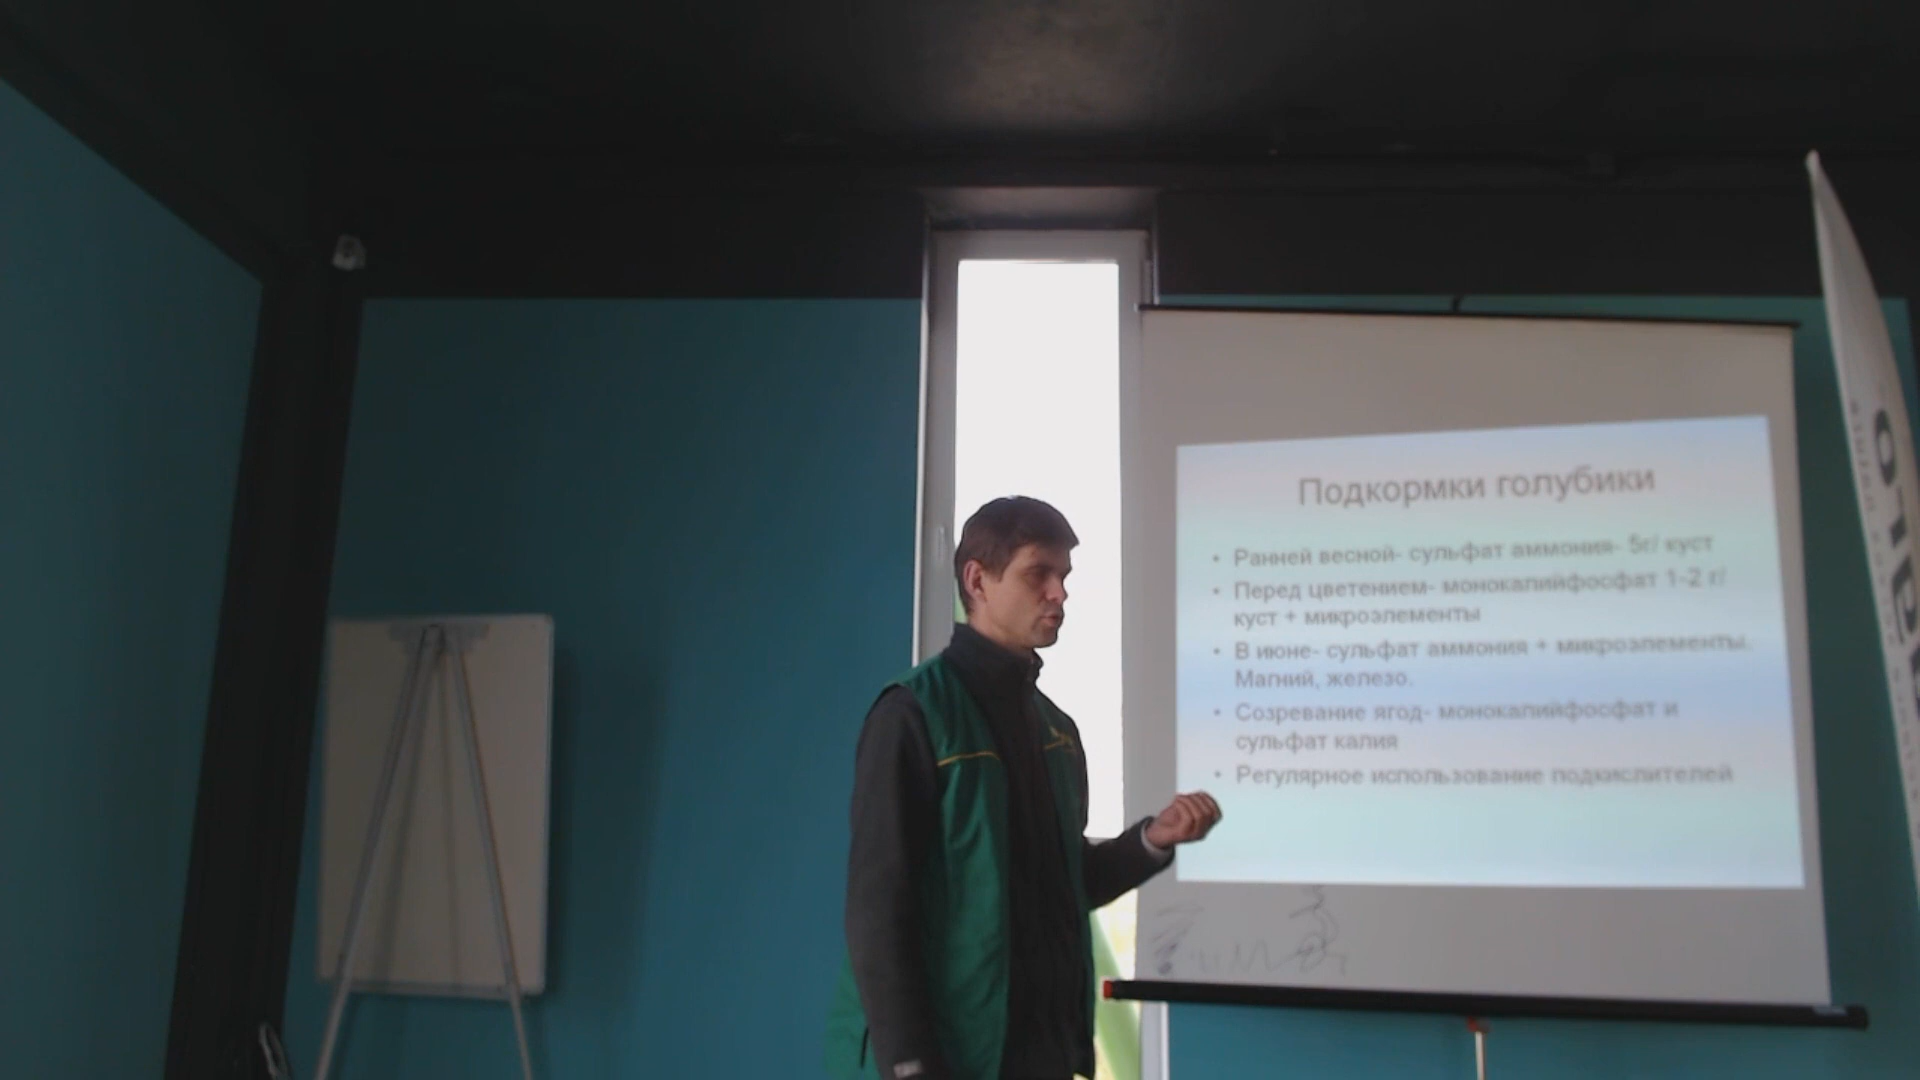 Подкормки голубики
• Ранней весной- сульфат аммония- 5г/ куст
• Перед цветением- монокалийфосфат 1-2 г/
куст + микроэлементы
• В июне- сульфат аммония + микроэлементы.
Магний, железо.
• Созревание ягод- монокалийфосфат и
сульфат калия
• Регулярное использование подкислителей